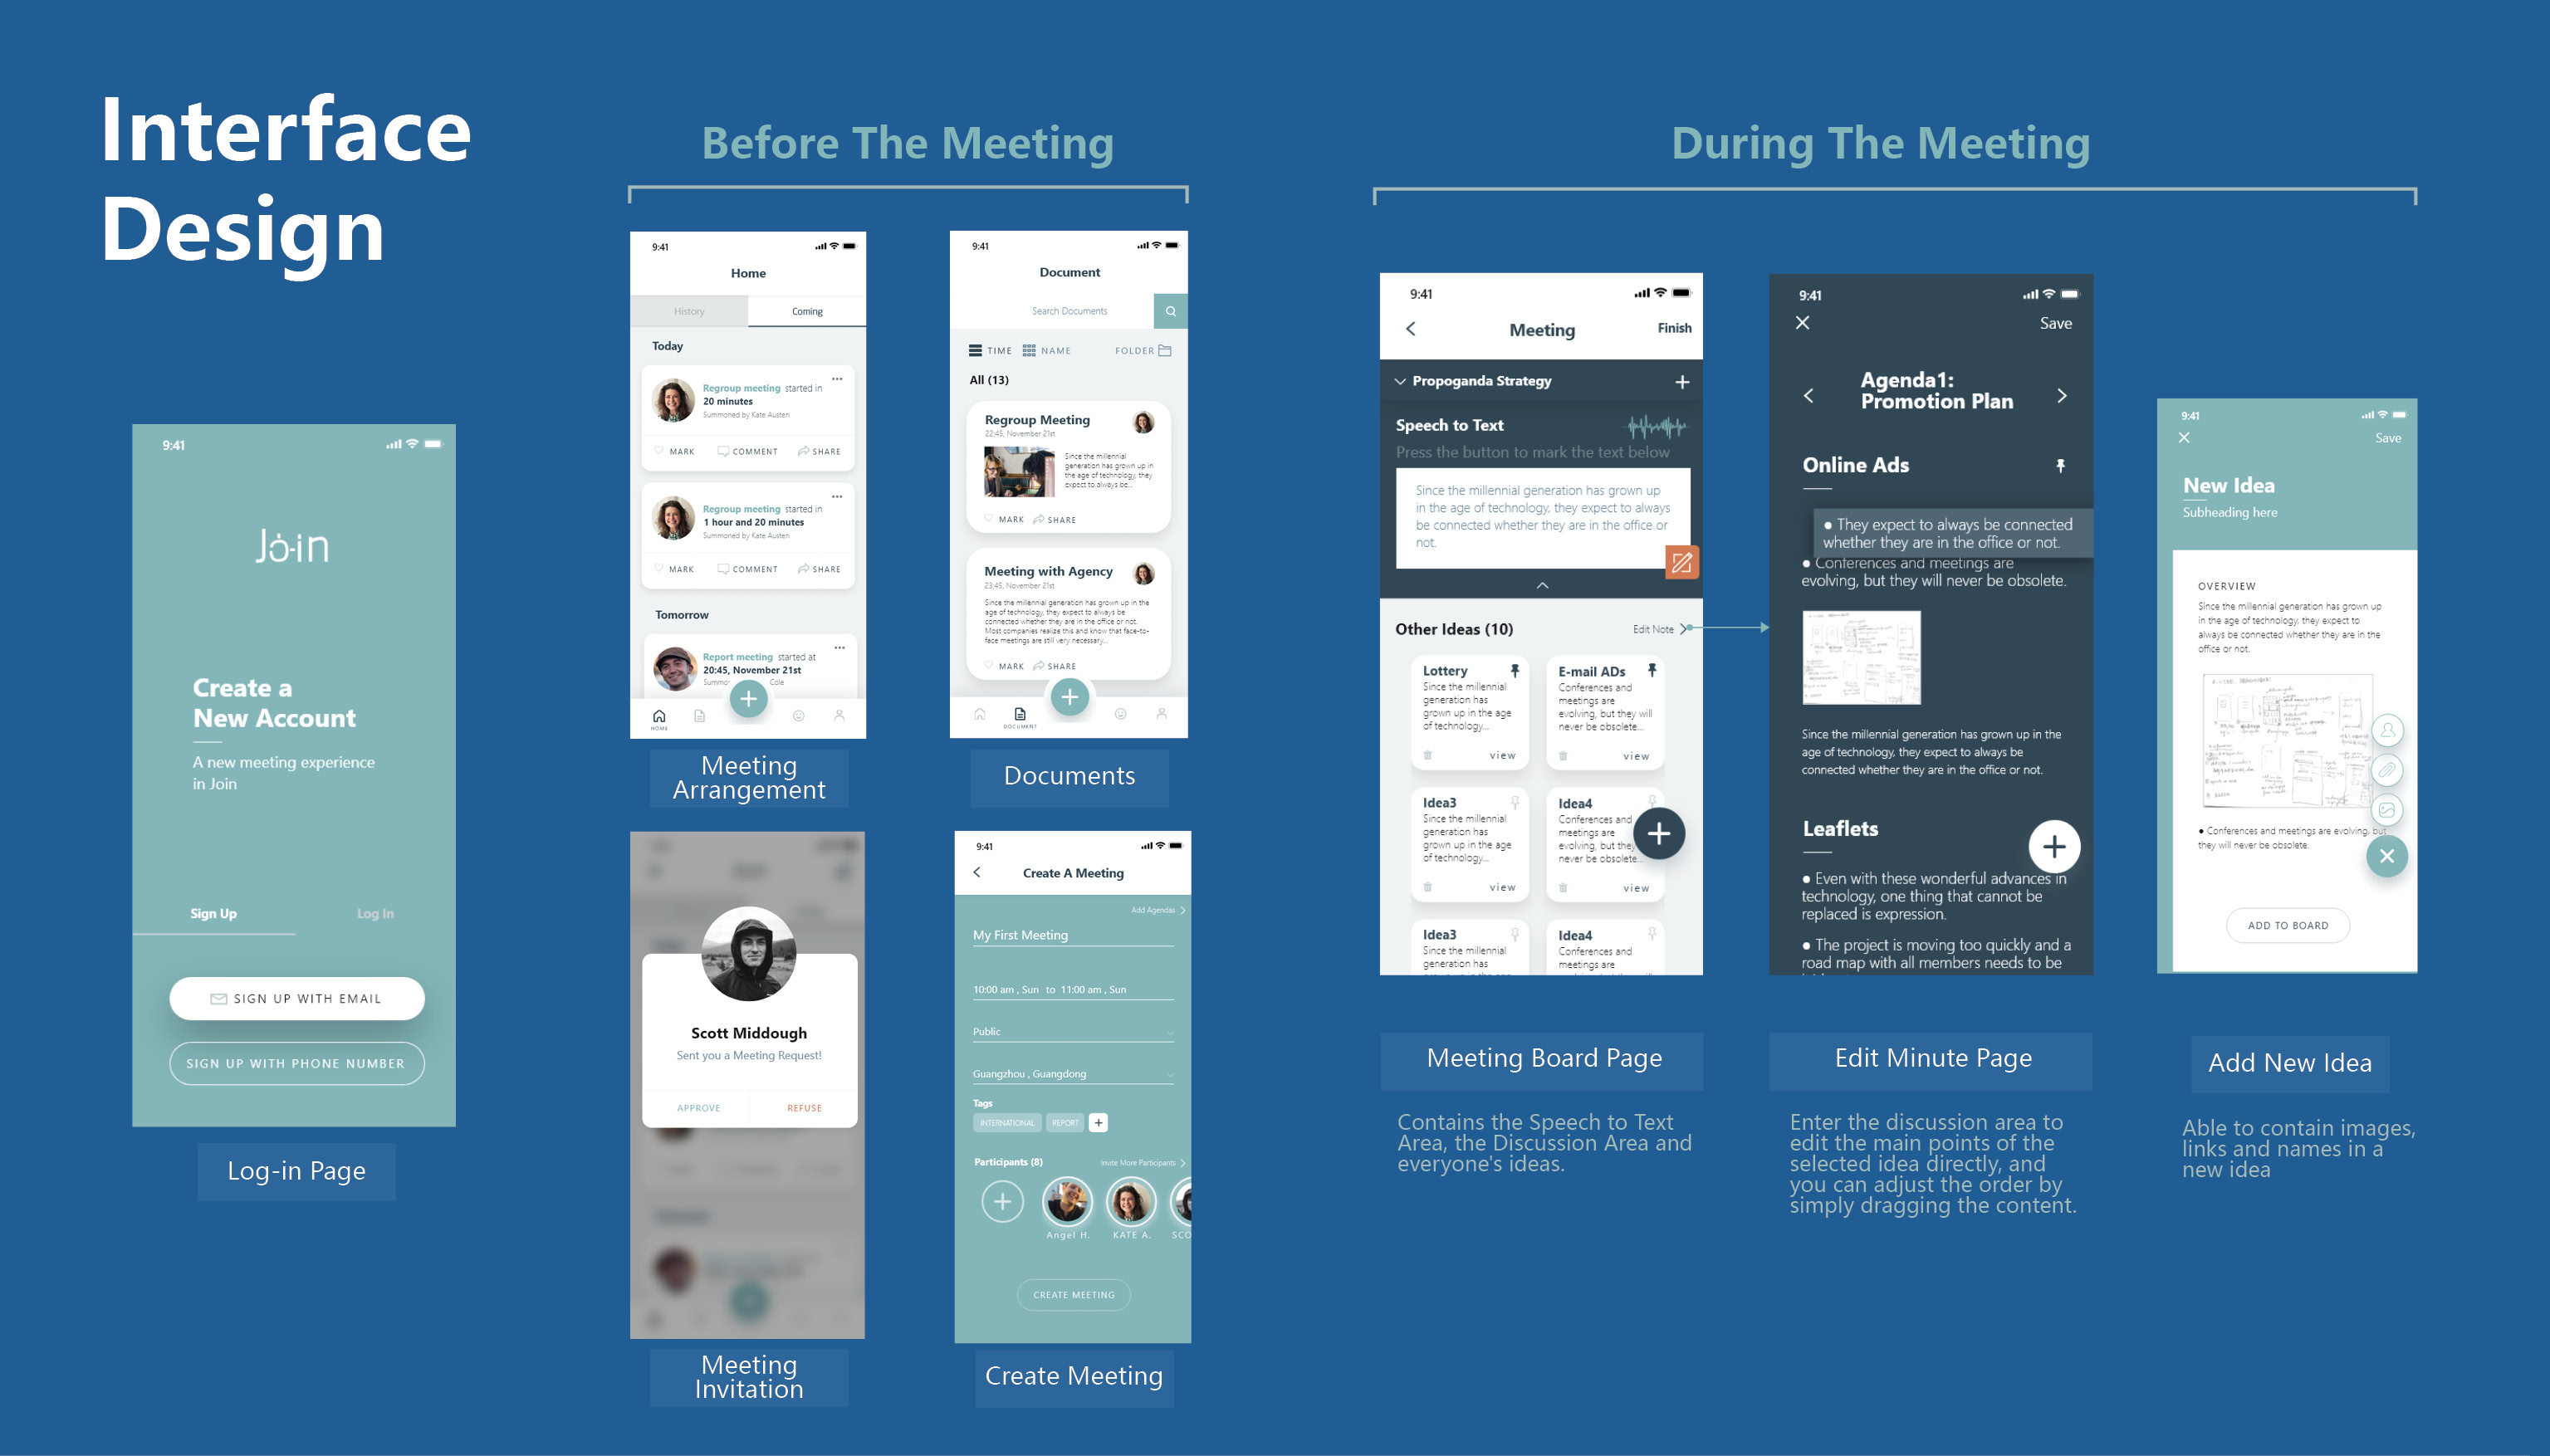 Interface
Design
Before The Meeting
During The Meeting
9:41
Join
Create a
New Account
A new meeting experience
in Join
Sign Up
Log In
SIGN UP WITH EMAIL
SIGN UP WITH PHONE NUMBER
Log-in Page
9:41
Home
History
Coming
Today
Regroup meeting started in
20 minutes
Summoned by Kate Austen
MARK
COMMENT
SHARE
Regroup meeting started in
1 hour and 20 minutes
Summoned by Kate Austen
MARK
COMMENT
SHARE
Tomorrow
Report meeting started at
20:45, November 21st
Cole
HOME
Meeting
Arrangement
9:41
Document
Search Documents
TIME
NAME
FOLDER
All (13)
Regroup Meeting
22:45, November 21st
Since the millennial
generation has grown up in
the age of technology, they
expect to always be...
MARK
SHARE
Meeting with Agency
23:45, November 21st
Since the millennial generation has grown up in the
age of technology, they expect to always be
connected whether they are in the office or not.
Most companies realize this and know that face-to-
face meetings are still very necessary...
MARK
SHARE
DOCUMENT
Documents
Scott Middough
Sent you a Meeting Request!
APPROVE
REFUSE
Meeting
Invitation
9:41
Create A Meeting
Add Agendas
My First Meeting
10:00 am , Sun to 11:00 am , Sun
Public
Guangzhou , Guangdong
Tags
INTERNATIONAL
REPORT
Participants (8)
Invite More Participants
Angel H.
KATE A.
SCO
CREATE MEETING
Create Meeting
9:41
Meeting
Finish
Propoganda Strategy
Speech to Text
Press the button to mark the text below
Since the millennial generation has grown up
in the age of technology, they expect to always
be connected whether they are in the office or
not.
Other Ideas (10)
Edit Note
Lottery
Since the millennial
generation has
grown up in the age
of technology...
view
E-mail ADs
Conferences and
meetings are
evolving, but they will
never be obsolete...
view
Idea3
Since the millennial
generation has
grown up in the age
of technology...
view
Idea4
Conferences and
meetings are
evolving, but they
never be obsolete...
view
Idea3
Since the millennial
generation has
Idea4
Conferences and
meetings are
Meeting Board Page
Contains the Speech to Text
Area, the Discussion Area and
everyone's ideas.
9:41
Save
Agenda1:
Promotion Plan
Online Ads
● They expect to always be connected
whether they are in the office or not.
● Conferences and meetings are
evolving, but they will never be obsolete.
Since the millennial generation has grown up in the
age of technology, they expect to always be
connected whether they are in the office or not.
Leaflets
● Even with these wonderful advances in
technology, one thing that cannot be
replaced is expression.
● The project is moving too quickly and a
road map with all members needs to be
Edit Minute Page
Enter the discussion area to
edit the main points of the
selected idea directly, and
you can adjust the order by
simply dragging the content.
9:41
Save
New Idea
Subheading here
OVERVIEW
Since the millennial generation has grown up
in the age of technology, they expect to
always be connected whether they are in the
office or not.
● Conferences and meetings are evolving, but
they will never be obsolete.
ADD TO BOARD
Add New Idea
Able to contain images,
links and names in a
new idea